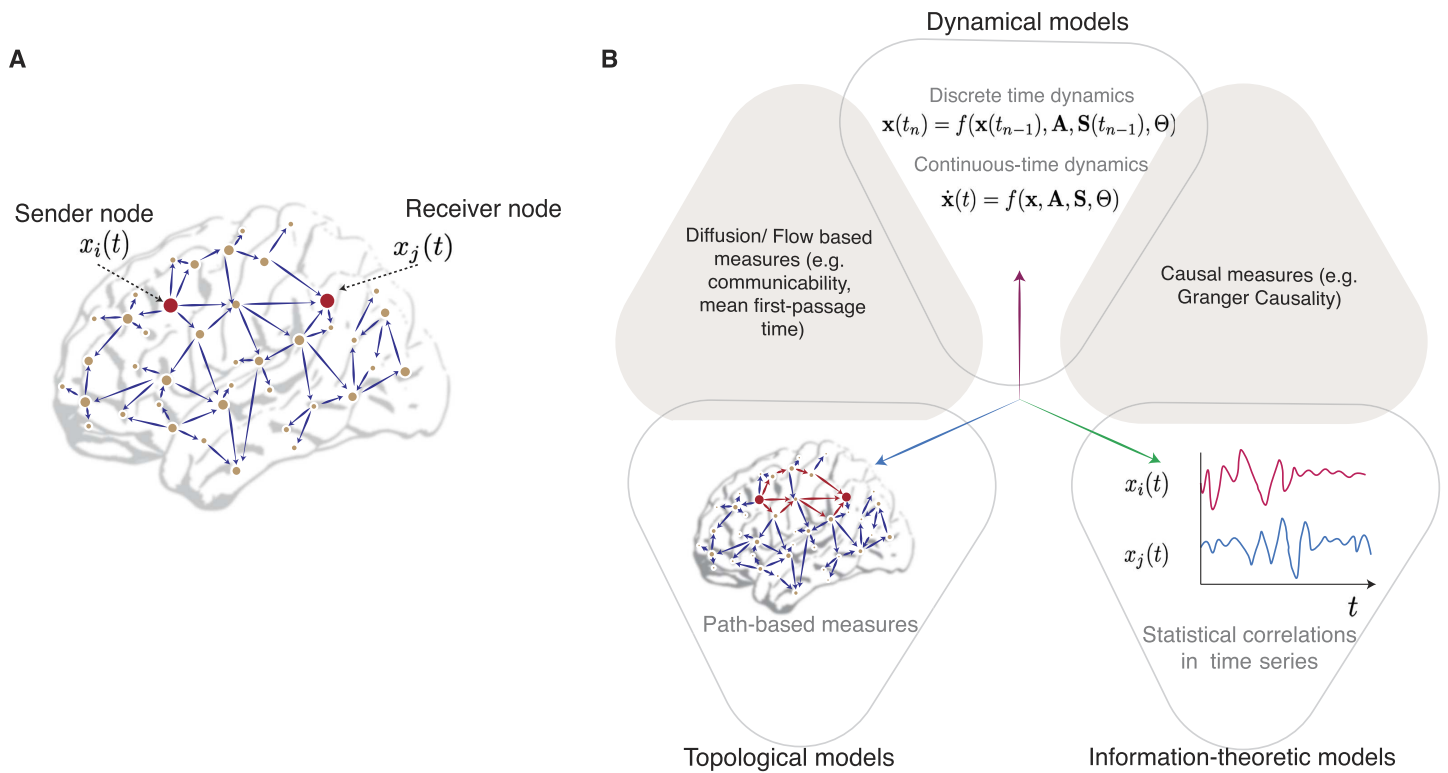 A
Sender node
x_i(t)
Receiver node
x_j(t)
B
Dynamical models
Discrete time dynamics
𝐱(t_{n−1}) = f(𝐱(t_{n−1}), 𝐀, 𝐒(t_{n−1}), Θ)
Continuous-time dynamics
ẋ(t) = f(𝐱, 𝐀, 𝐒, Θ)
Diffusion/ Flow based
measures (e.g.
communicability,
mean first-passage
time)
Causal measures (e.g.
Granger Causality)
Path-based measures
Topological models
x_i(t)
x_j(t)
t
Statistical correlations
in time series
Information-theoretic models